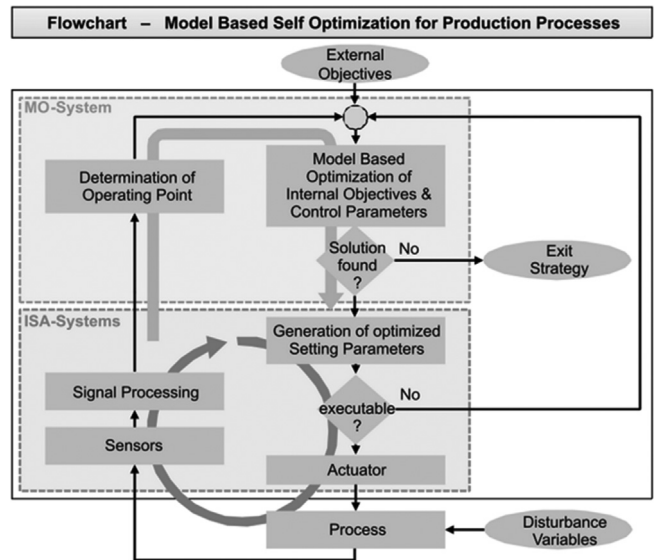 Flowchart – Model Based Self Optimization for Production Processes
External
Objectives
MO-System
Model Based
Optimization of
Internal Objectives &
Control Parameters
Determination of
Operating Point
Solution
found
?
No
Exit
Strategy
ISA-Systems
Generation of optimized
Setting Parameters
Signal Processing
executable
?
No
Sensors
Actuator
Process
Disturbance
Variables